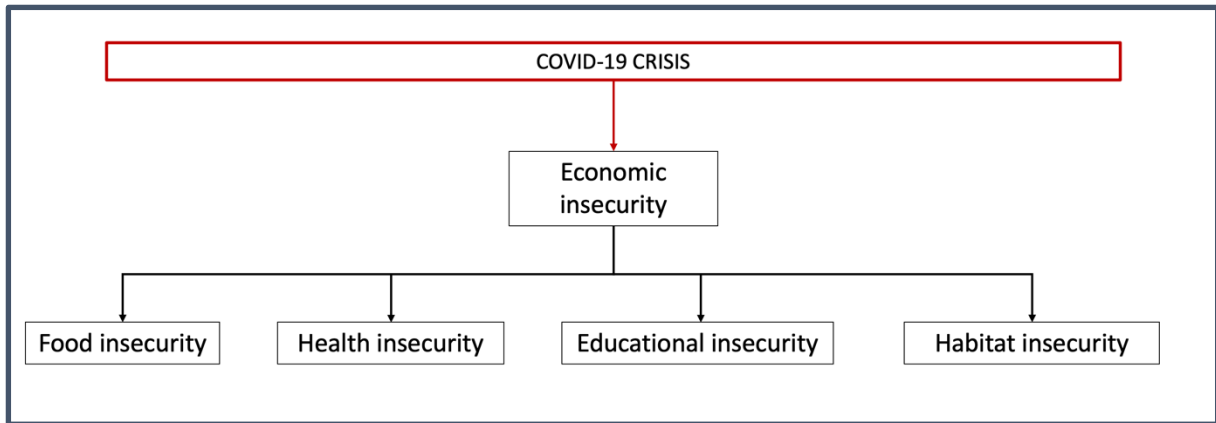 COVID-19 CRISIS
Economic
insecurity
Food insecurity
Health insecurity
Educational insecurity
Habitat insecurity